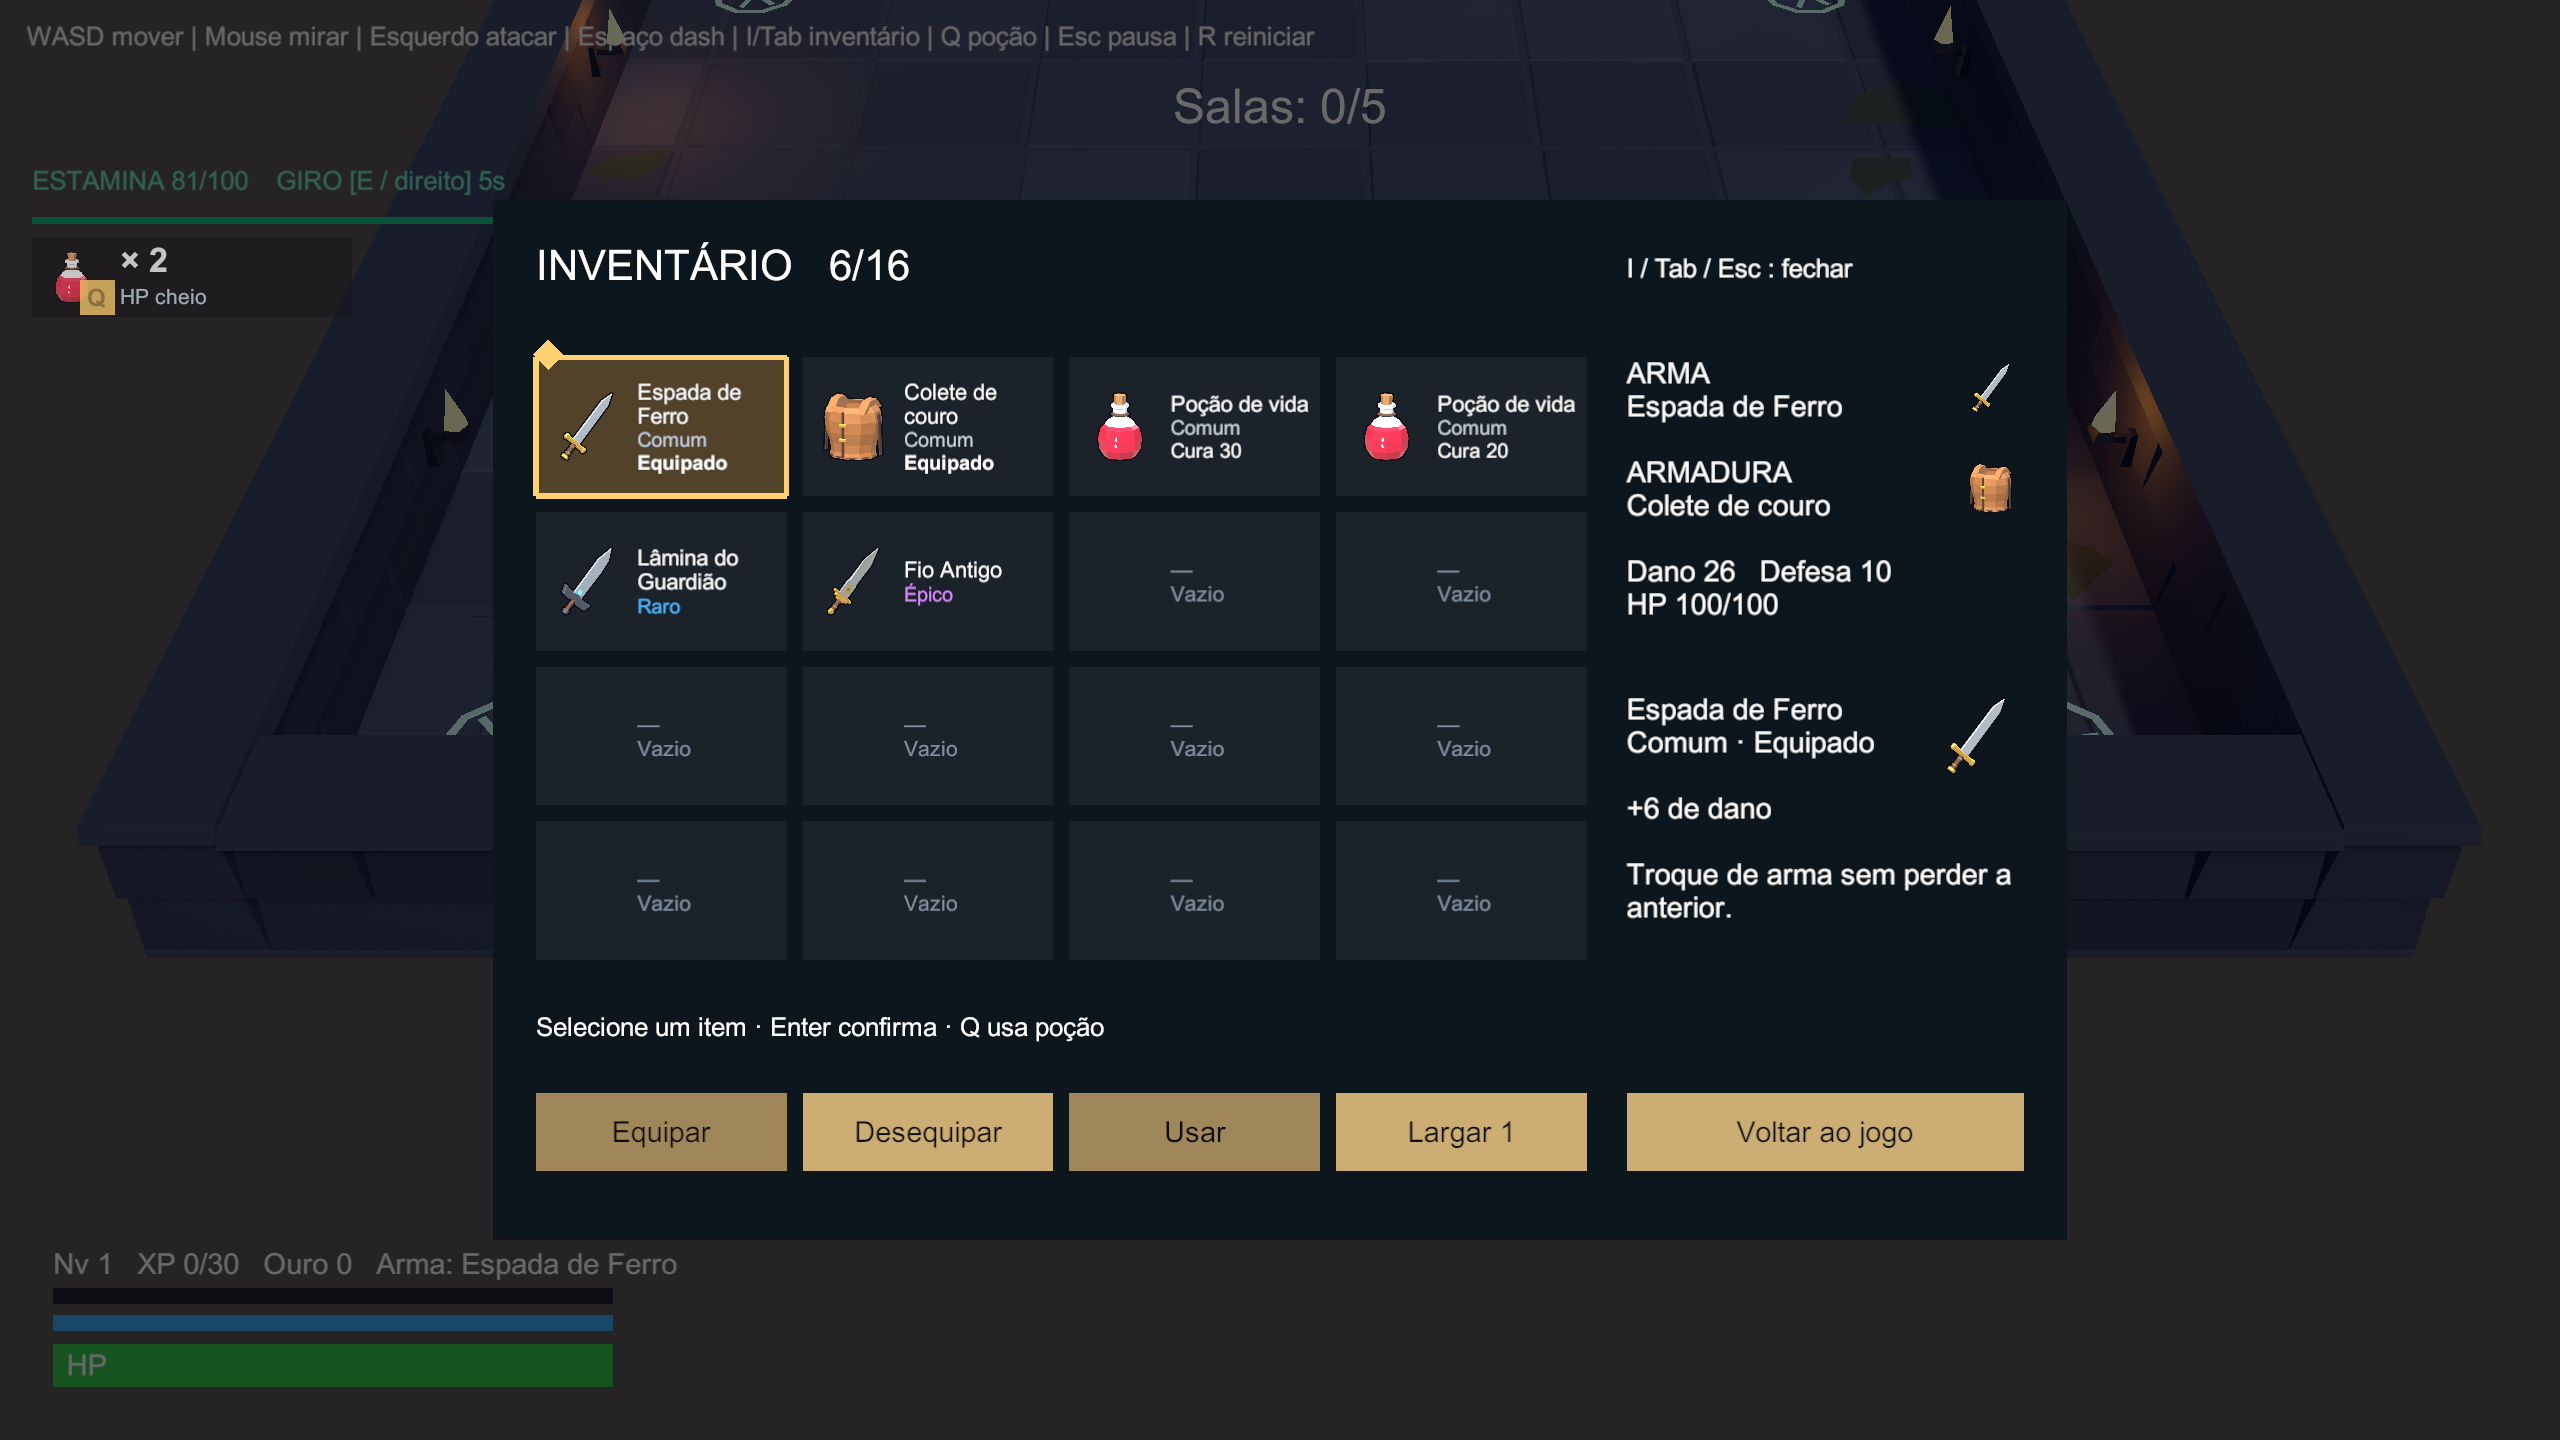 WASD mover | Mouse mirar | Esquerdo atacar | Espaço dash | I/Tab inventário | Q poção | Esc pausa | R reiniciar
Salas: 0/5
ESTAMINA 81/100 GIRO [E / direito] 5s
× 2
Q HP cheio
INVENTÁRIO 6/16
I / Tab / Esc : fechar
Espada de
Ferro
Comum
Equipado
Colete de
couro
Comum
Equipado
Poção de vida
Comum
Cura 30
Poção de vida
Comum
Cura 20
Lâmina do
Guardião
Raro
Fio Antigo
Épico
—
Vazio
—
Vazio
—
Vazio
—
Vazio
—
Vazio
—
Vazio
—
Vazio
—
Vazio
—
Vazio
—
Vazio
ARMA
Espada de Ferro
ARMADURA
Colete de couro
Dano 26 Defesa 10
HP 100/100
Espada de Ferro
Comum · Equipado
+6 de dano
Troque de arma sem perder a
anterior.
Selecione um item · Enter confirma · Q usa poção
Equipar
Desequipar
Usar
Largar 1
Voltar ao jogo
Nv 1 XP 0/30 Ouro 0 Arma: Espada de Ferro
HP